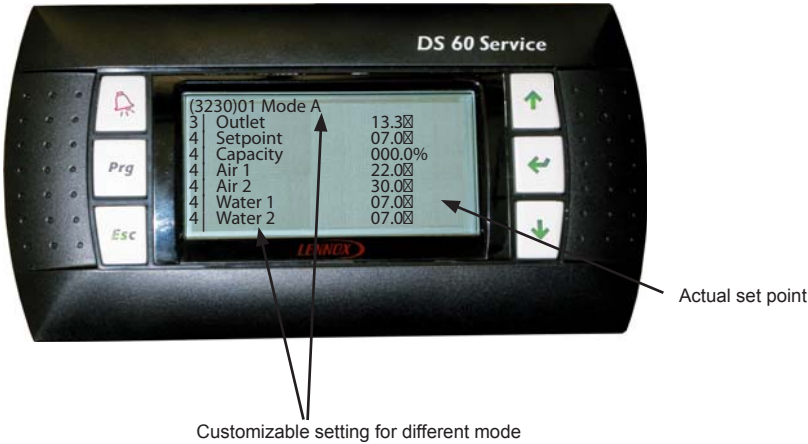 DS 60 Service
(3230)01 Mode A
3 Outlet 13.3
4 Setpoint 07.0
4 Capacity 000.0%
4 Air 1 22.0
4 Air 2 30.0
4 Water 1 07.0
4 Water 2 07.0
Prg
Esc
LENNOX
Actual set point
Customizable setting for different mode